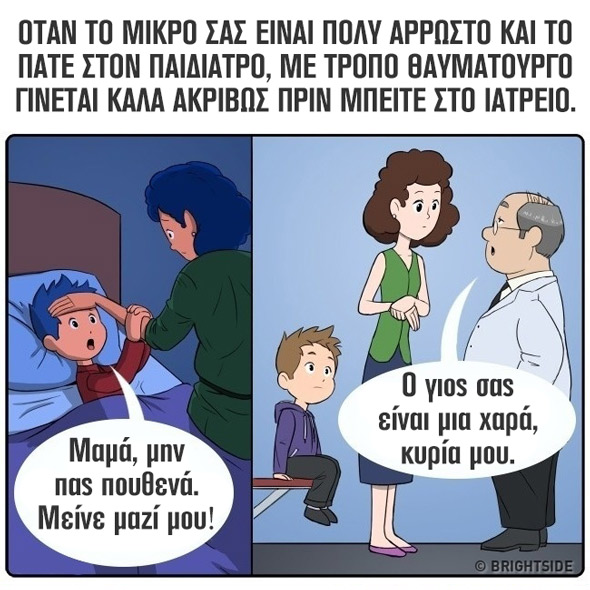 ΟΤΑΝ ΤΟ ΜΙΚΡΟ ΣΑΣ ΕΙΝΑΙ ΠΟΛΥ ΑΡΡΩΣΤΟ ΚΑΙ ΤΟ
ΠΑΤΕ ΣΤΟΝ ΠΑΙΔΙΑΤΡΟ, ΜΕ ΤΡΟΠΟ ΘΑΥΜΑΤΟΥΡΓΟ
ΓΙΝΕΤΑΙ ΚΑΛΑ ΑΚΡΙΒΩΣ ΠΡΙΝ ΜΠΕΙΤΕ ΣΤΟ ΙΑΤΡΕΙΟ.
Μαμά, μην
πας πουθενά.
Μείνε μαζί μου!
Ο γιος σας
είναι μια χαρά,
κυρία μου.
© BRIGHTSIDE